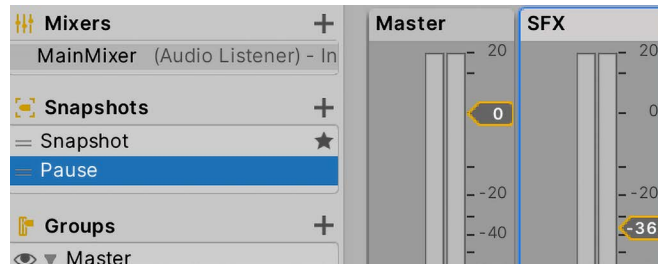 Mixers
MainMixer (Audio Listener) - In
Snapshots
Snapshot
Pause
Groups
Master
Master
20
0
-20
-40
SFX
20
0
-20
-36